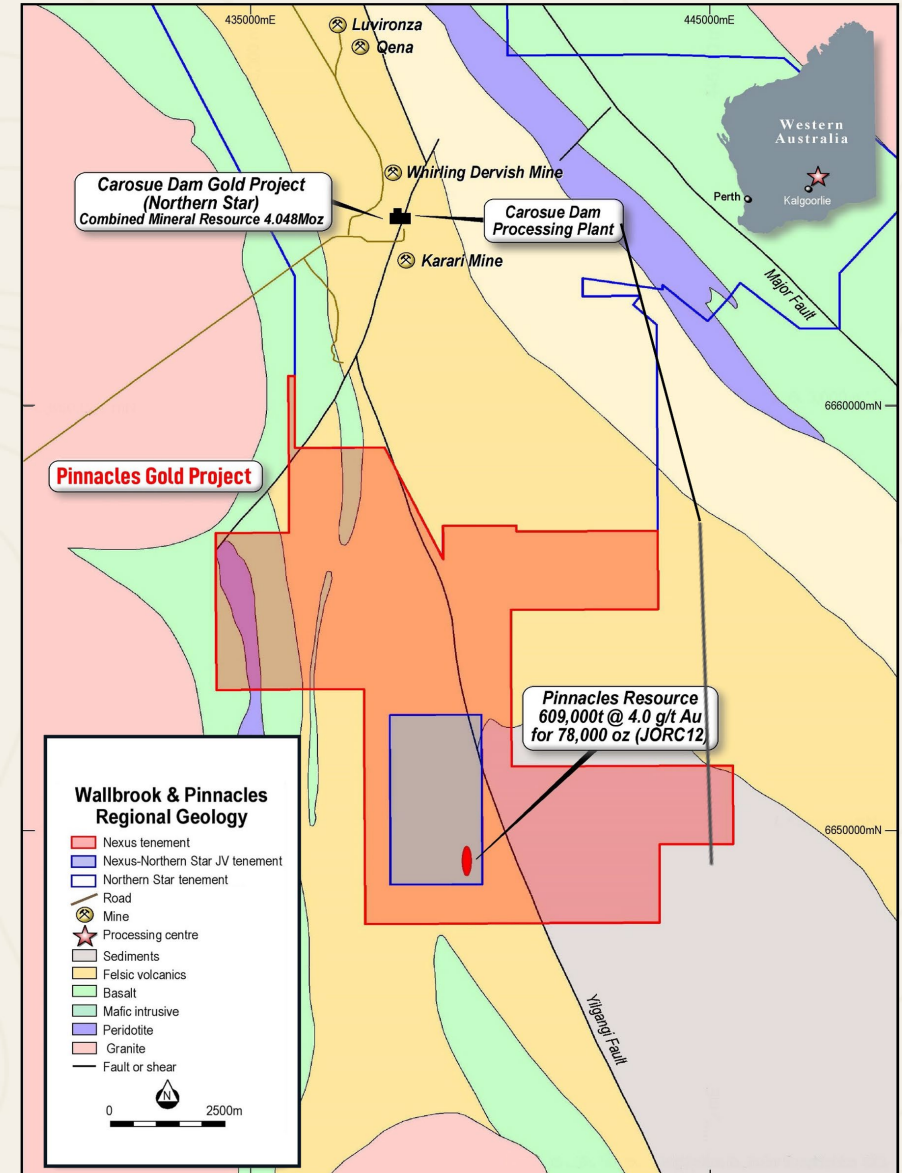 435000mE
445000mE
Luvironza
Qena
Western
Australia
Perth
Kalgoorlie
Whirling Dervish Mine
Carosue Dam Gold Project
(Northern Star)
Combined Mineral Resource 4.048Moz
Carosue Dam
Processing Plant
Karari Mine
Major Fault
6660000mN
Pinnacles Gold Project
Pinnacles Resource
609,000t @ 4.0 g/t Au
for 78,000 oz (JORC12)
6650000mN
Yilgangi Fault
Wallbrook & Pinnacles
Regional Geology
Nexus tenement
Nexus-Northern Star JV tenement
Northern Star tenement
Road
Mine
Processing centre
Sediments
Felsic volcanics
Basalt
Mafic intrusive
Peridotite
Granite
Fault or shear
N
0 2500m